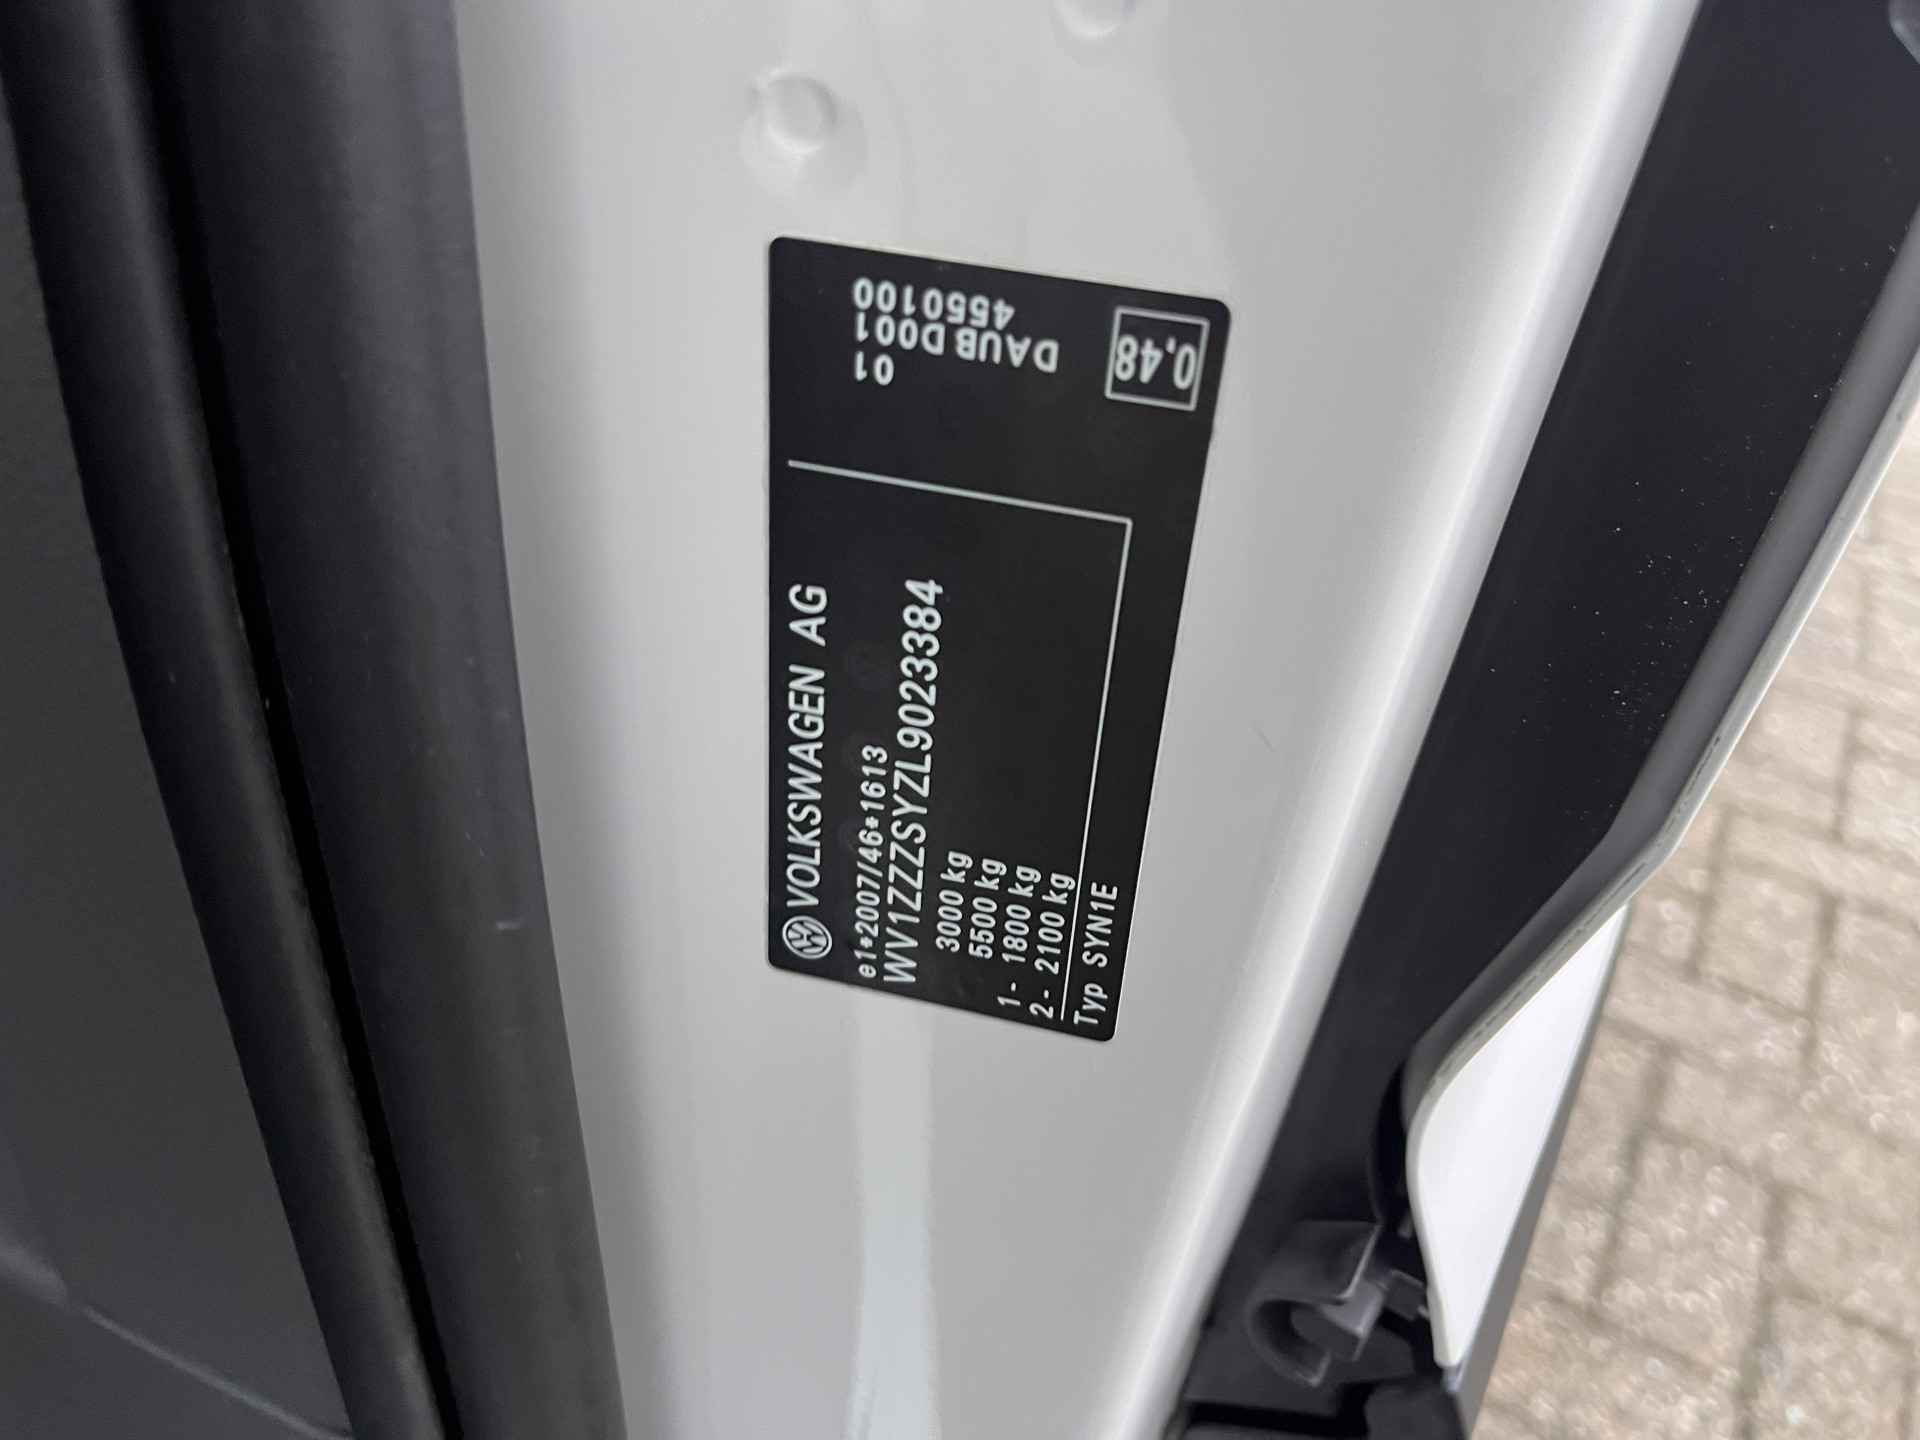 VOLKSWAGEN AG
e1*2007/46*1613
WV1ZZZSYZL9023384
3000 kg
5500 kg
1- 1800 kg
2- 2100 kg
Typ SYN1E
4550100
DAUB D001
01
0,48